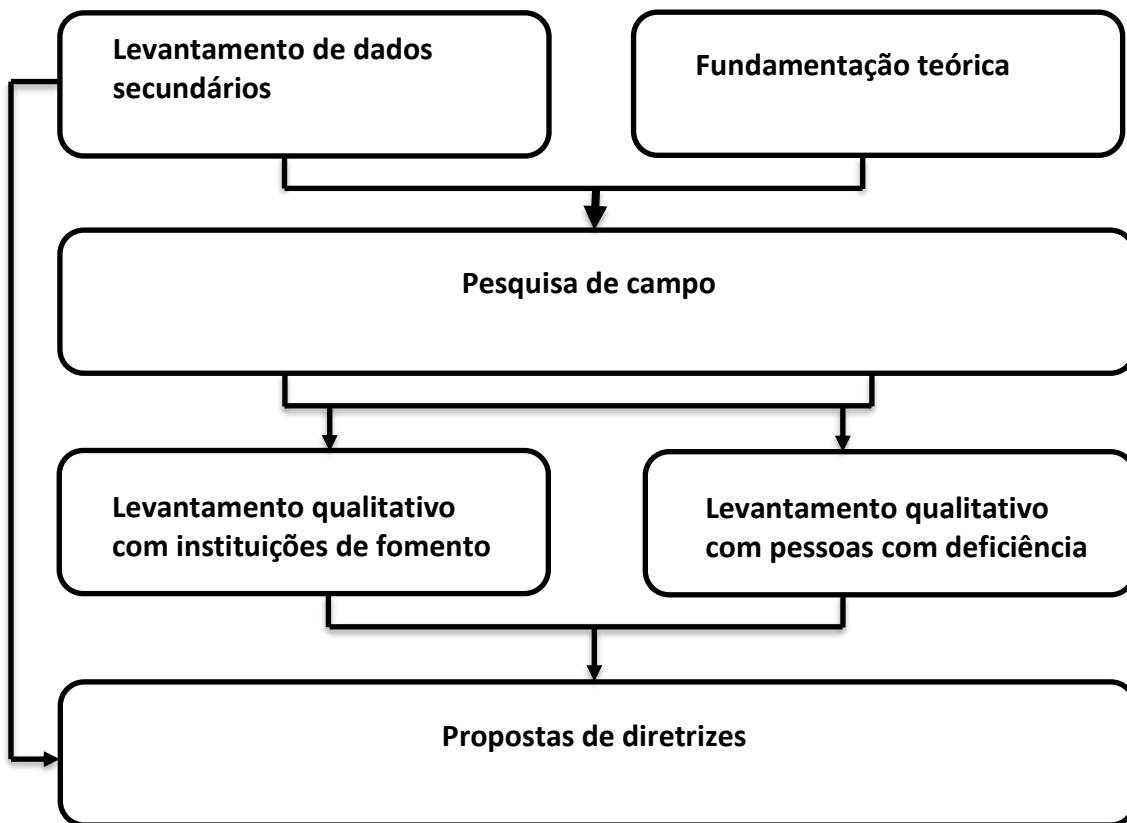 Levantamento de dados
secundários
Fundamentação teórica
Pesquisa de campo
Levantamento qualitativo
com instituições de fomento
Levantamento qualitativo
com pessoas com deficiência
Propostas de diretrizes